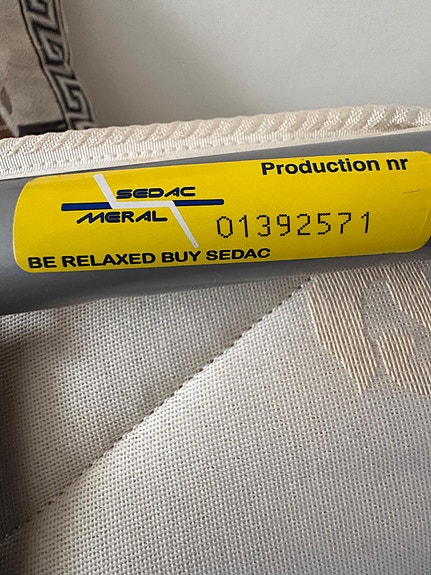 Production nr
SEDAC
MERAL
01392571
BE RELAXED BUY SEDAC